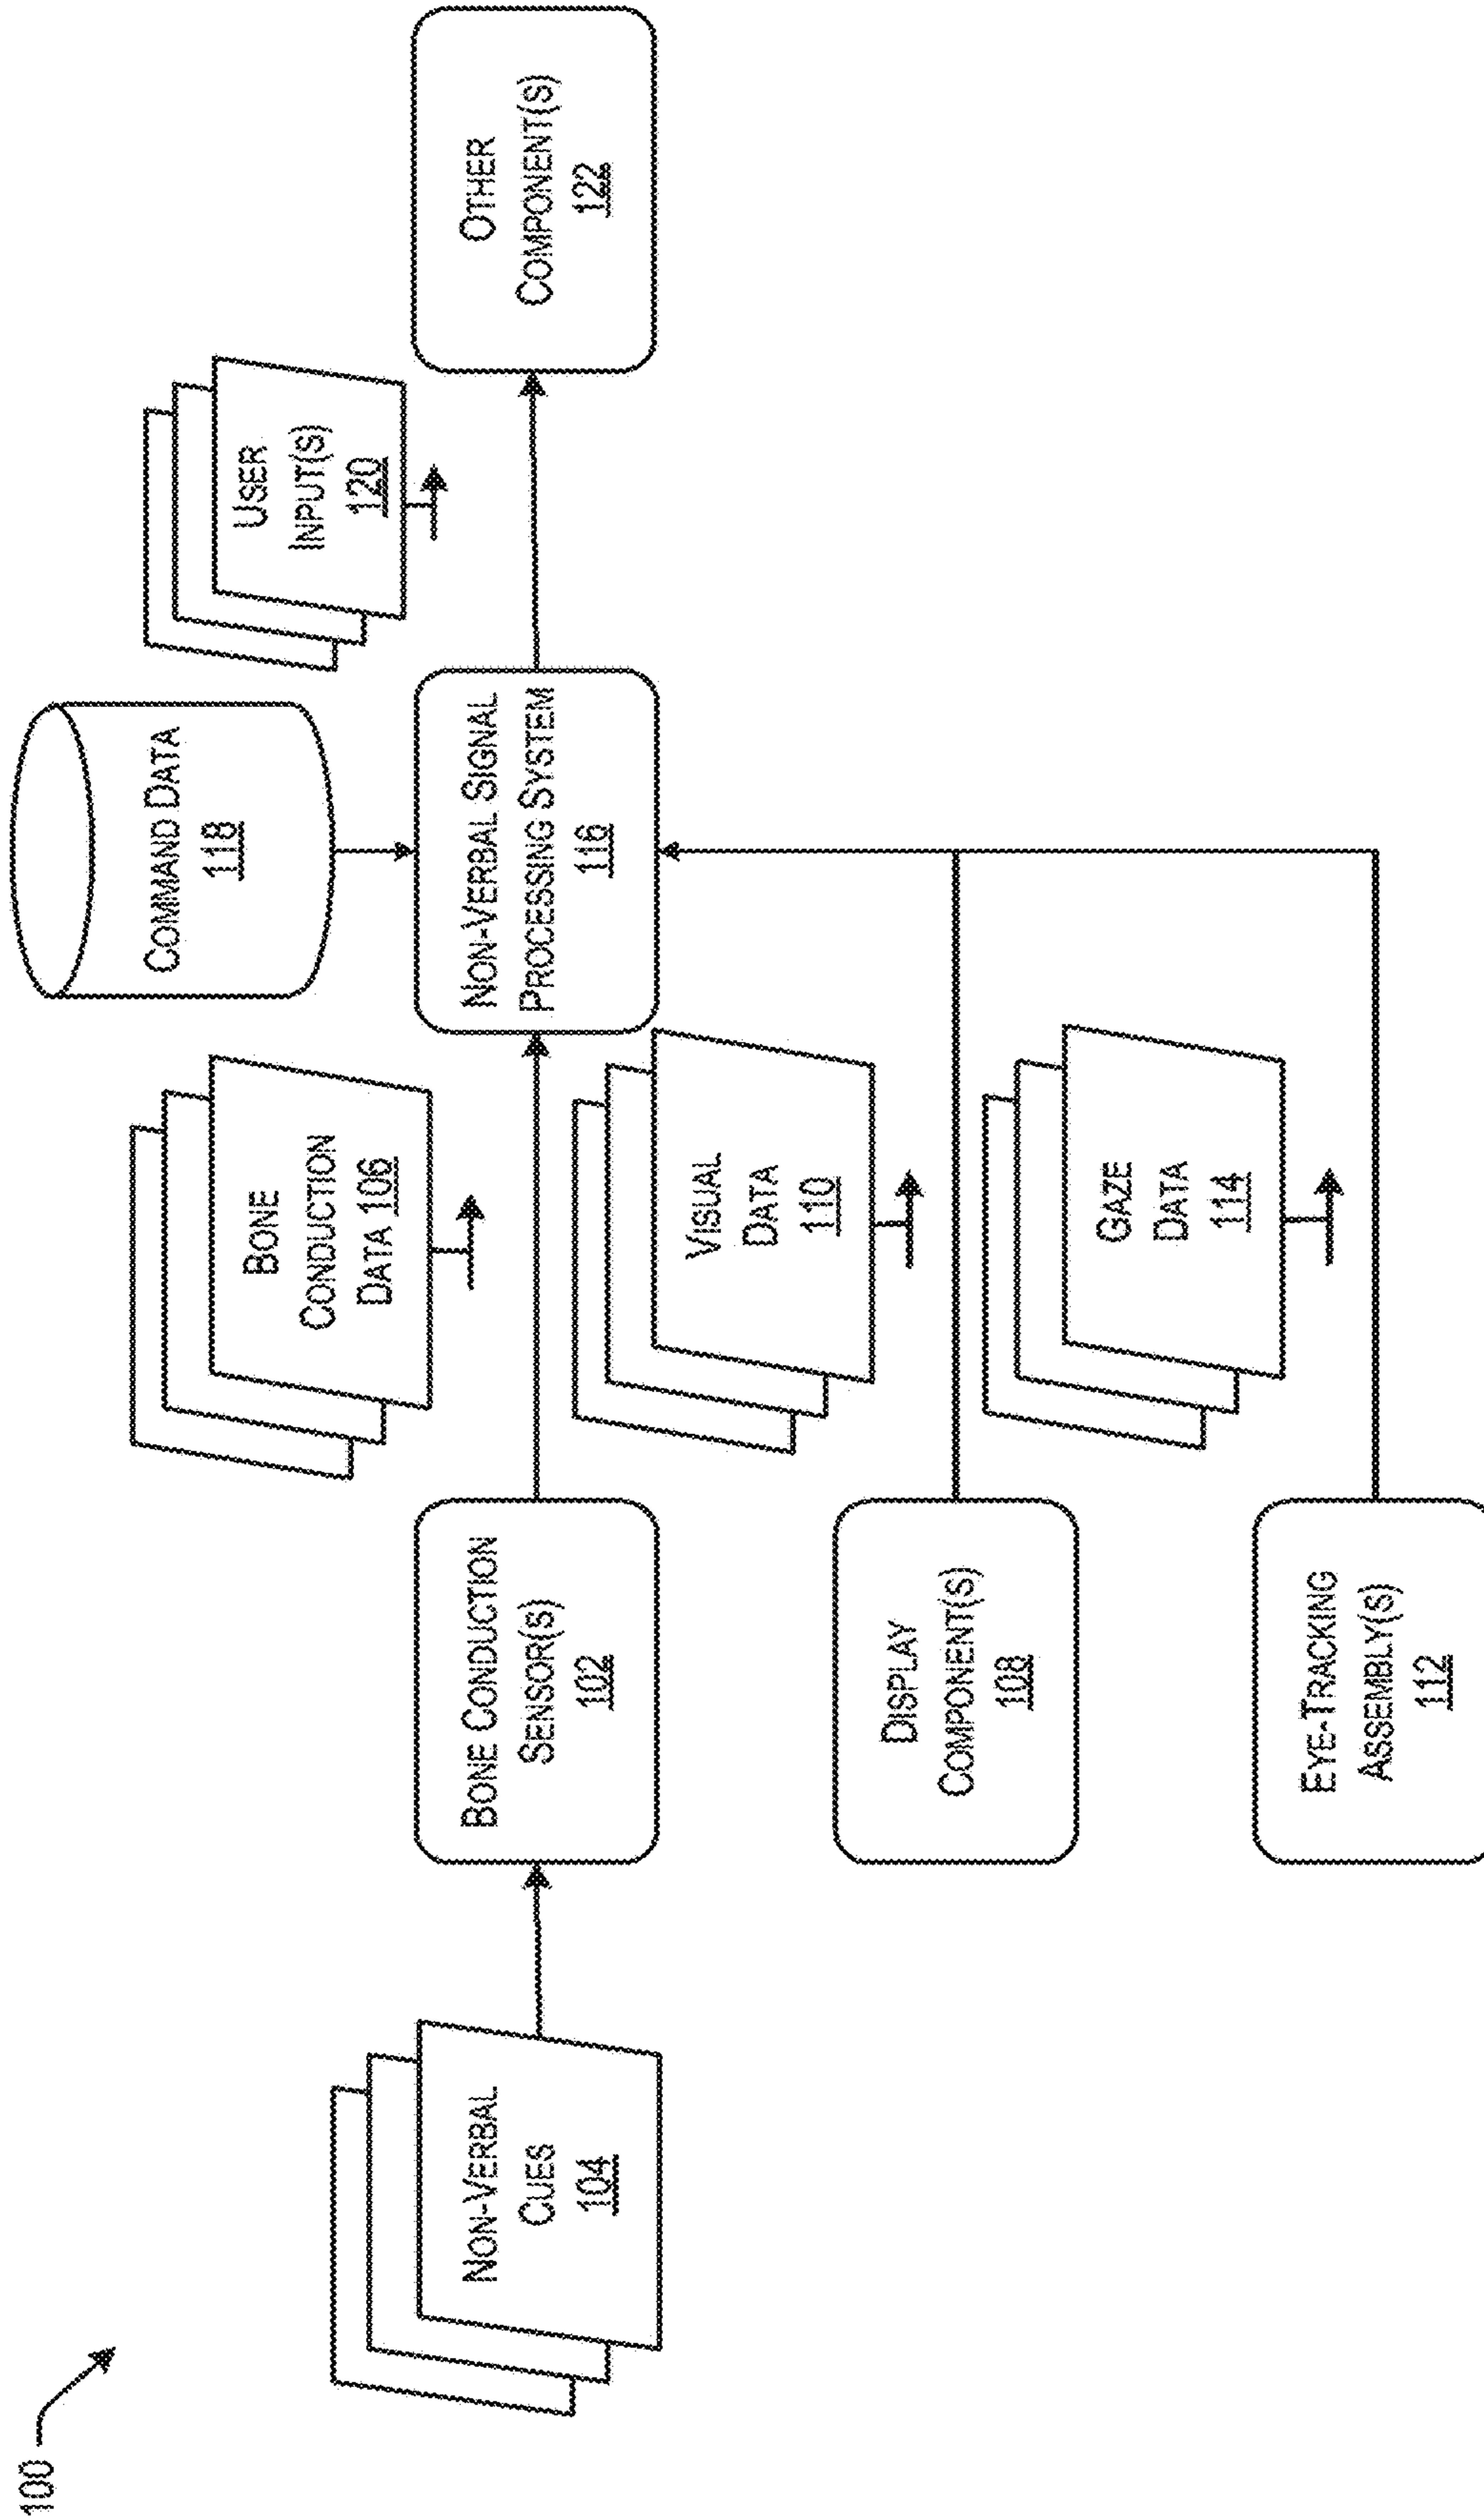 100
COMMAND DATA
118
USER
INPUT(S)
120
BONE
CONDUCTION
DATA 106
NON-VERBAL
CUES
104
BONE CONDUCTION
SENSOR(S)
102
NON-VERBAL SIGNAL
PROCESSING SYSTEM
116
OTHER
COMPONENT(S)
122
VISUAL
DATA
110
DISPLAY
COMPONENT(S)
108
GAZE
DATA
114
EYE-TRACKING
ASSEMBLY(S)
112